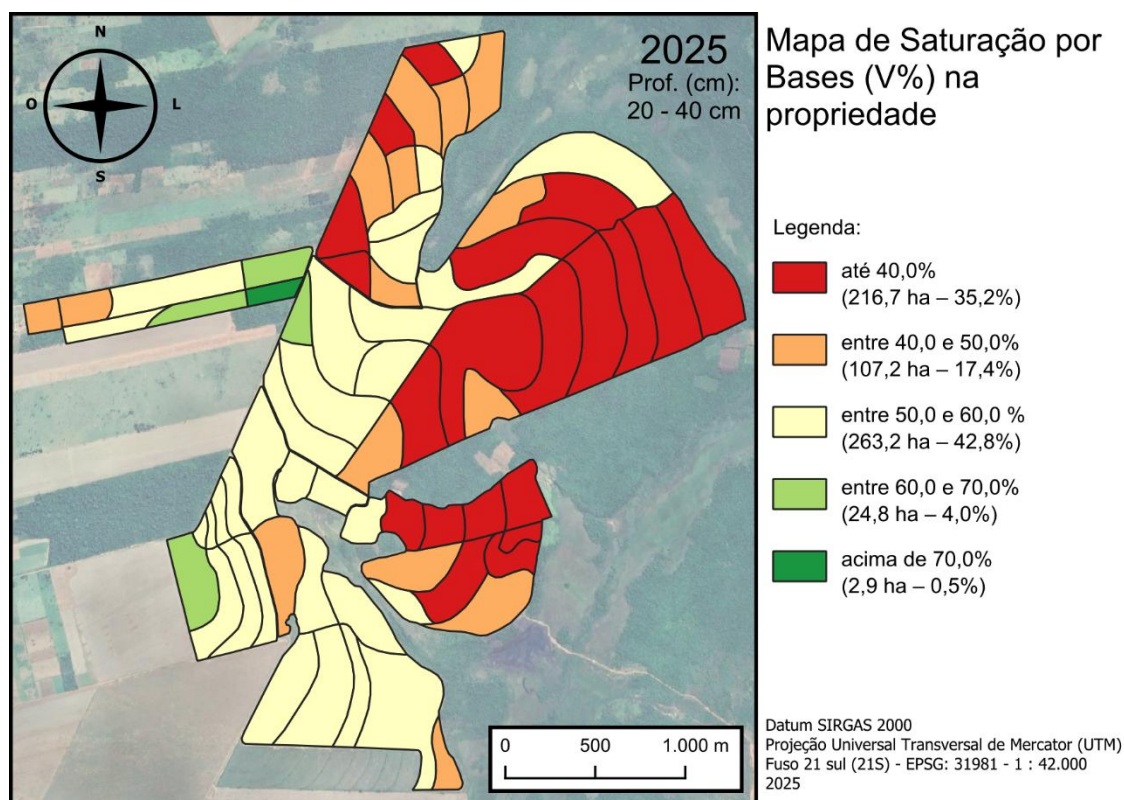 N
O
L
S
2025
Prof. (cm):
20 - 40 cm
0 500 1.000 m
Mapa de Saturação por
Bases (V%) na
propriedade
Legenda:
até 40,0%
(216,7 ha – 35,2%)
entre 40,0 e 50,0%
(107,2 ha – 17,4%)
entre 50,0 e 60,0 %
(263,2 ha – 42,8%)
entre 60,0 e 70,0%
(24,8 ha – 4,0%)
acima de 70,0%
(2,9 ha – 0,5%)
Datum SIRGAS 2000
Projeção Universal Transversal de Mercator (UTM)
Fuso 21 sul (21S) - EPSG: 31981 - 1 : 42.000
2025